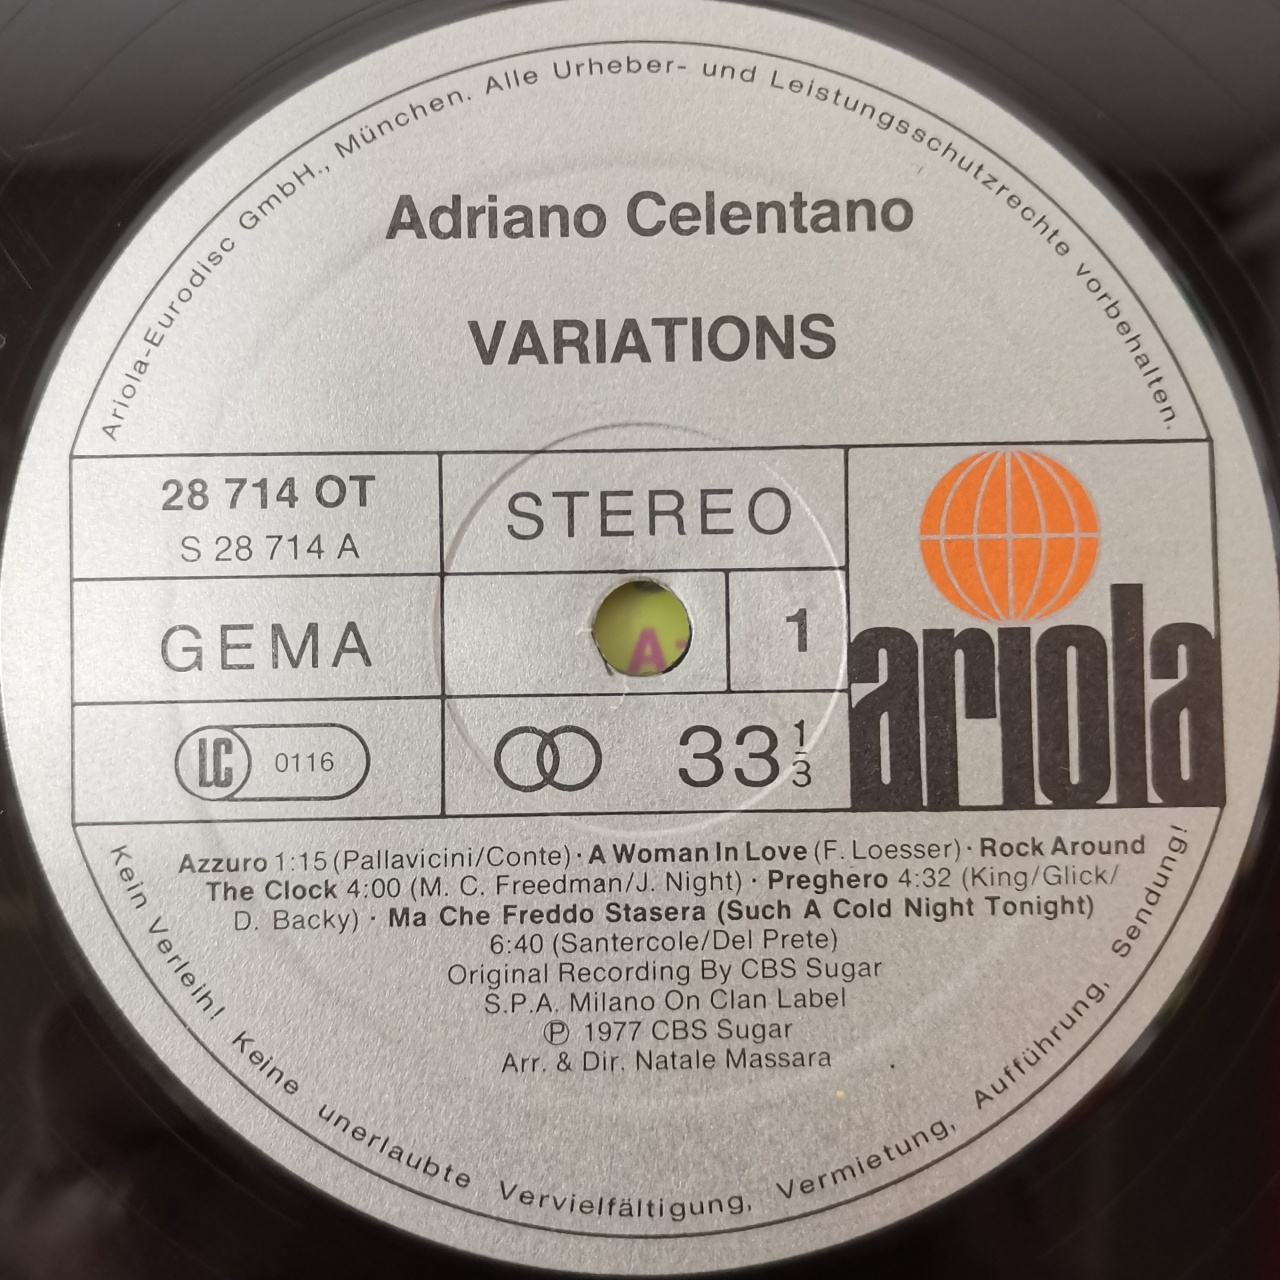 Ariola-Eurodisc GmbH., München. Alle Urheber- und Leistungsschutzrechte vorbehalten.
Adriano Celentano
VARIATIONS
28 714 OT
S 28 714 A
STEREO
GEMA
1
ariola
LC 0116
33 1/3
Azzuro 1:15 (Pallavicini/Conte) · A Woman In Love (F. Loesser) · Rock Around
The Clock 4:00 (M. C. Freedman/J. Night) · Preghero 4:32 (King/Glick/
D. Backy) · Ma Che Freddo Stasera (Such A Cold Night Tonight)
6:40 (Santercole/Del Prete)
Original Recording By CBS Sugar
S.P.A. Milano On Clan Label
℗ 1977 CBS Sugar
Arr. & Dir. Natale Massara
Kein Verleih! Keine unerlaubte Vervielfältigung, Vermietung, Aufführung, Sendung!
A